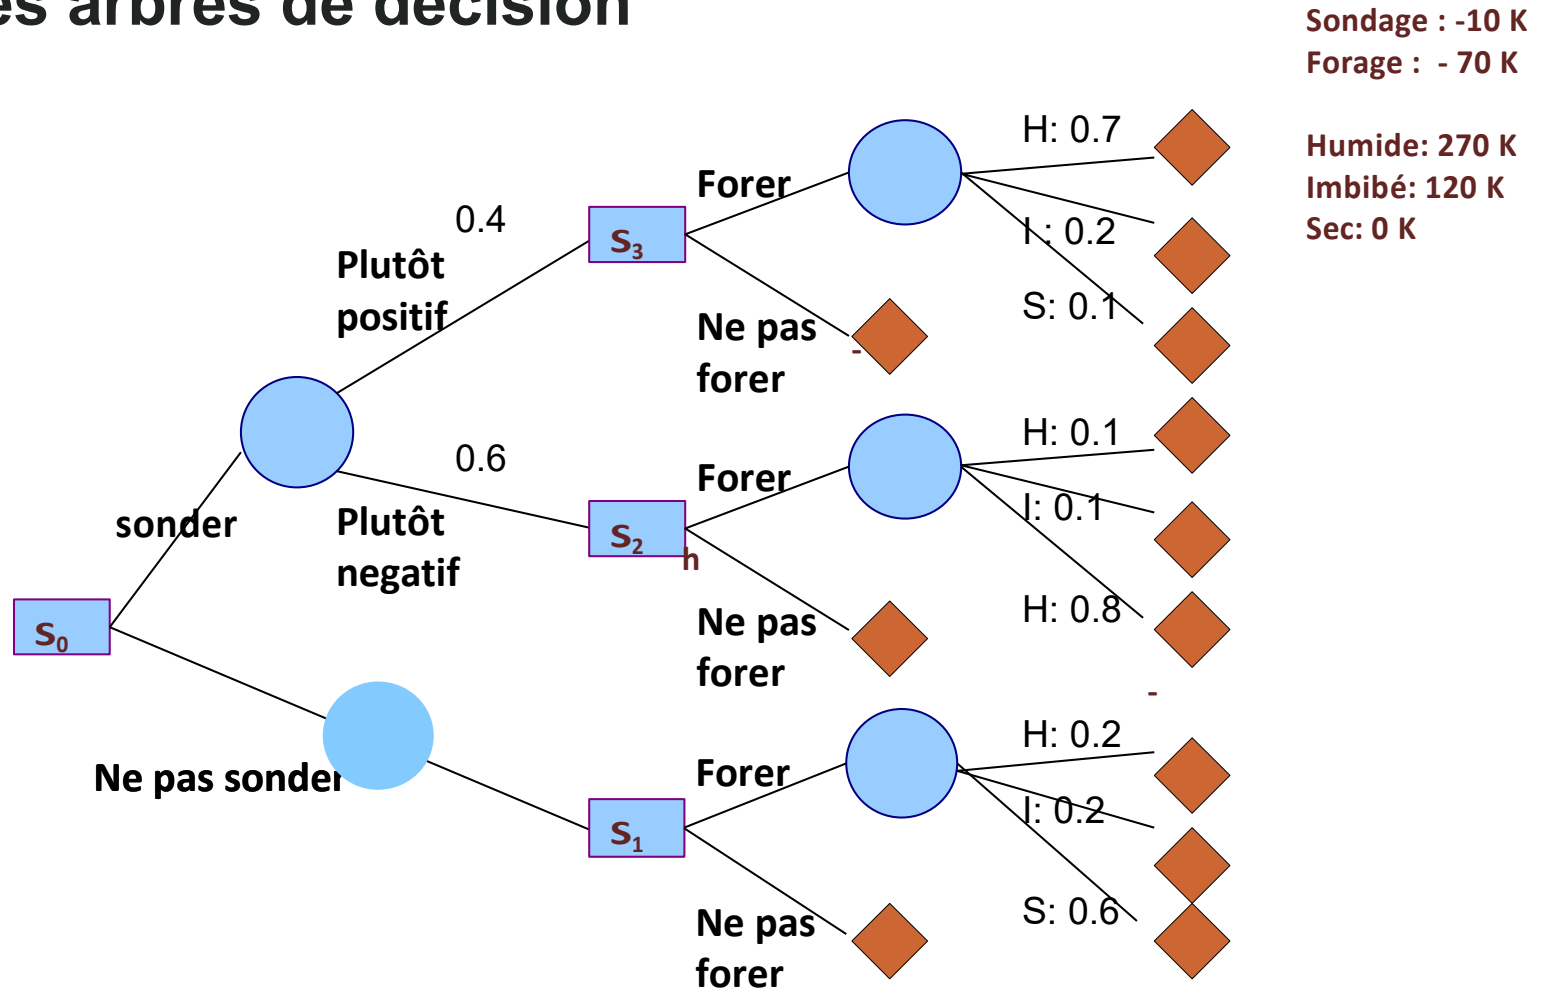 es arbres de décision
Sondage : -10 K
Forage :  - 70 K
Humide: 270 K
Imbibé: 120 K
Sec: 0 K
H: 0.7
Forer
0.4
I : 0.2
S3
Plutôt
positif
S: 0.1
Ne pas
forer
-
H: 0.1
0.6
Forer
I: 0.1
sonder
Plutôt
negatif
S2
h
H: 0.8
Ne pas
forer
S0
-
H: 0.2
Ne pas sonder
Forer
I: 0.2
S1
S: 0.6
Ne pas
forer